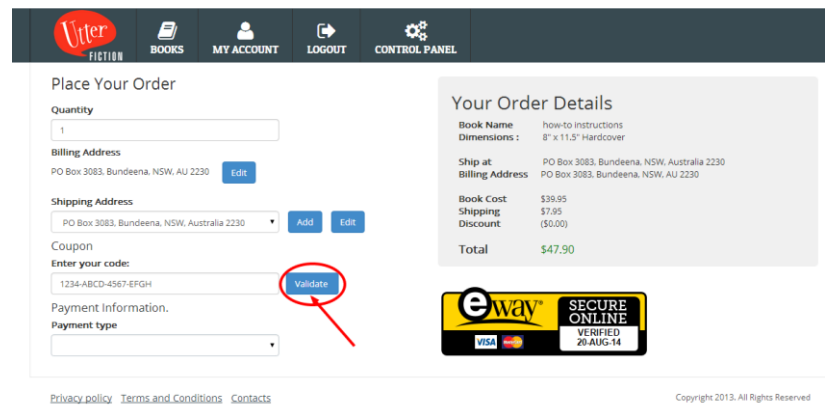 Utter
FICTION
BOOKS
MY ACCOUNT
LOGOUT
CONTROL PANEL
Place Your Order
Quantity
1
Billing Address
PO Box 3083, Bundeena, NSW, AU 2230
Edit
Shipping Address
PO Box 3083, Bundeena, NSW, Australia 2230
Add
Edit
Coupon
Enter your code:
1234-ABCD-4567-EFGH
Validate
Payment Information.
Payment type
Your Order Details
Book Name how-to instructions
Dimensions : 8" x 11.5" Hardcover
Ship at PO Box 3083, Bundeena, NSW, Australia 2230
Billing Address PO Box 3083, Bundeena, NSW, AU 2230
Book Cost $39.95
Shipping $7.95
Discount ($0.00)
Total $47.90
eway
SECURE
ONLINE
VERIFIED
20-AUG-14
VISA
Privacy policy Terms and Conditions Contacts
Copyright 2013. All Rights Reserved